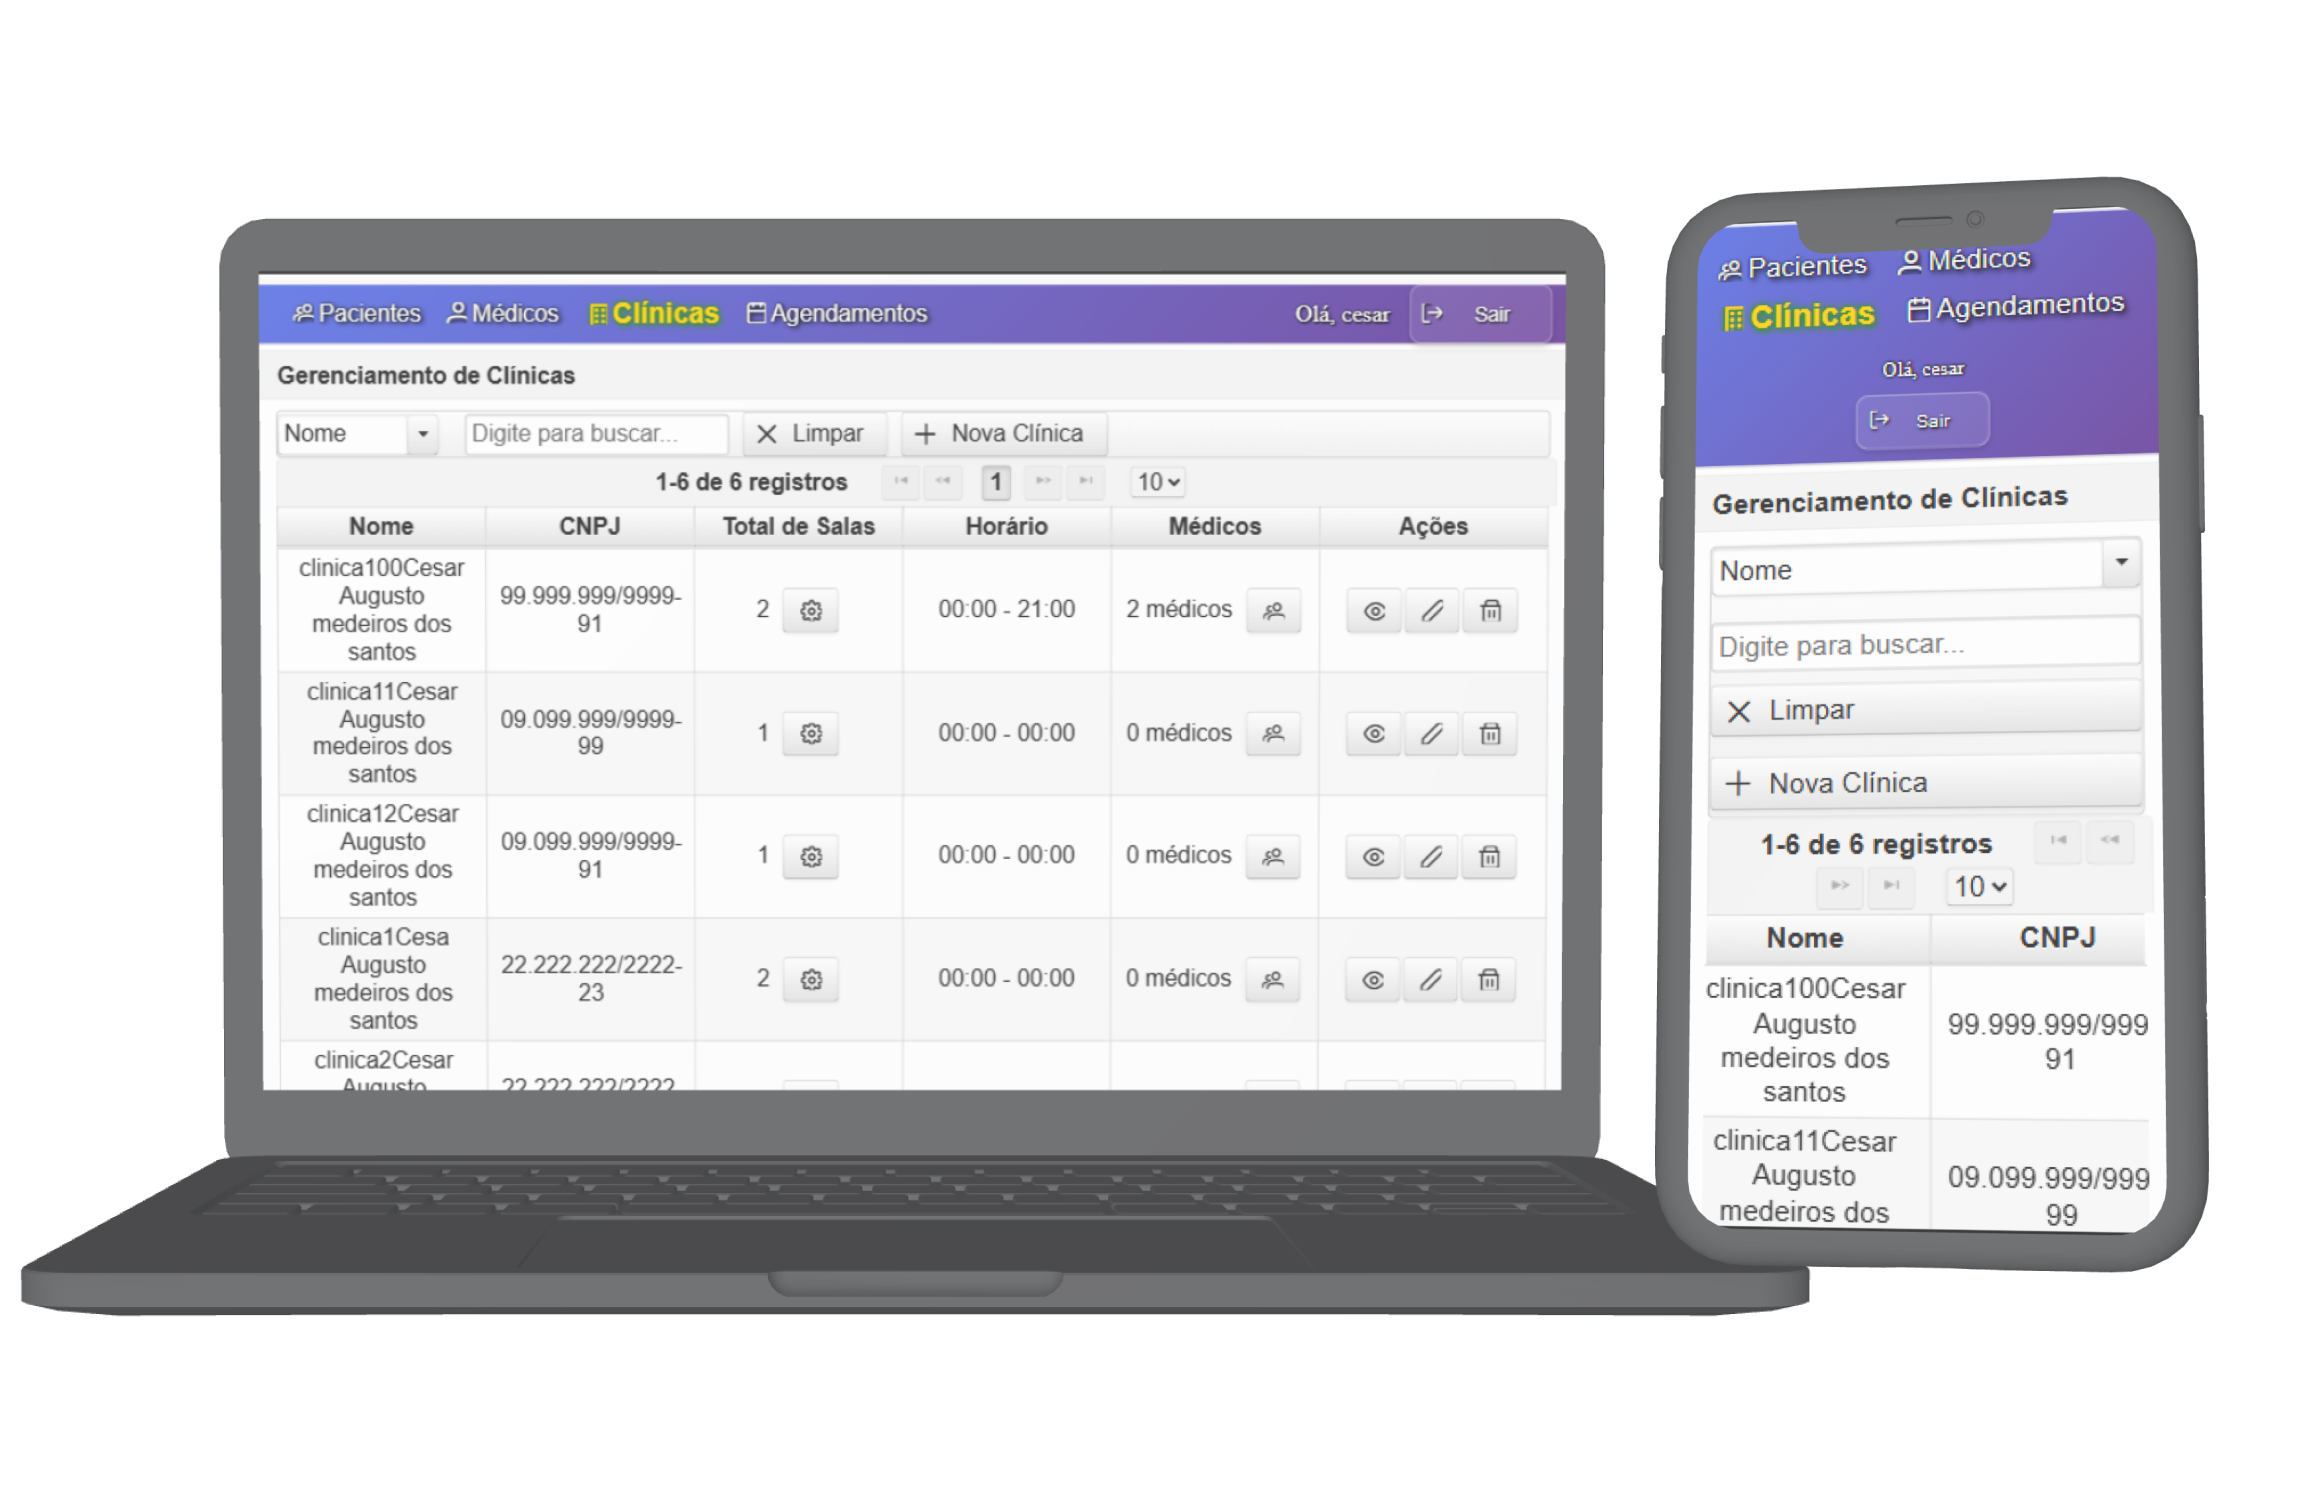 Pacientes Médicos Clínicas Agendamentos Olá, cesar Sair
Gerenciamento de Clínicas
Nome Digite para buscar... Limpar Nova Clínica
1-6 de 6 registros 1 10
Nome CNPJ Total de Salas Horário Médicos Ações
clinica100Cesar
Augusto
medeiros dos
santos
99.999.999/9999-
91
2
00:00 - 21:00
2 médicos
clinica11Cesar
Augusto
medeiros dos
santos
09.099.999/9999-
99
1
00:00 - 00:00
0 médicos
clinica12Cesar
Augusto
medeiros dos
santos
09.099.999/9999-
91
1
00:00 - 00:00
0 médicos
clinica1Cesa
Augusto
medeiros dos
santos
22.222.222/2222-
23
2
00:00 - 00:00
0 médicos
clinica2Cesar
Augusto
22.222.222/2222
Pacientes Médicos
Clínicas Agendamentos
Olá, cesar
Sair
Gerenciamento de Clínicas
Nome
Digite para buscar...
Limpar
Nova Clínica
1-6 de 6 registros
10
Nome CNPJ
clinica100Cesar
Augusto
medeiros dos
santos
99.999.999/999
91
clinica11Cesar
Augusto
medeiros dos
09.099.999/999
99